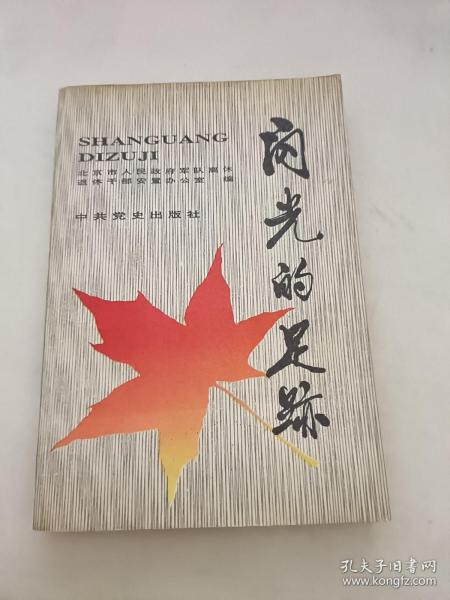 SHANGUANG
DIZUJI
北京市人民政府军队离休
退休干部安置办公室 编
中共党史出版社
闪光的足跡
孔夫子旧书网
www.kongfz.com